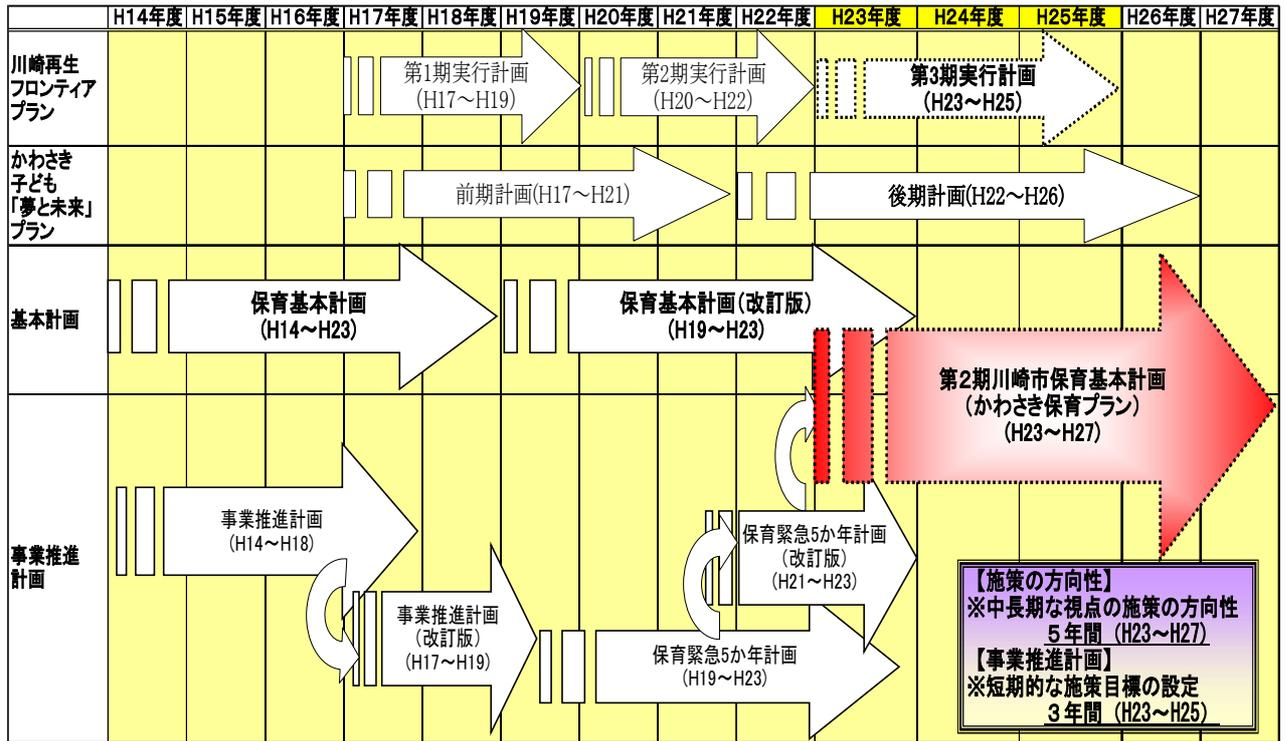 H14年度 H15年度 H16年度 H17年度 H18年度 H19年度 H20年度 H21年度 H22年度 H23年度 H24年度 H25年度 H26年度 H27年度
川崎再生
フロンティア
プラン
第1期実行計画
(H17～H19)
第2期実行計画
(H20～H22)
第3期実行計画
(H23～H25)
かわさき
子ども
「夢と未来」
プラン
前期計画(H17～H21)
後期計画(H22～H26)
基本計画
保育基本計画
(H14～H23)
保育基本計画(改訂版)
(H19～H23)
第2期川崎市保育基本計画
(かわさき保育プラン)
(H23～H27)
事業推進
計画
事業推進計画
(H14～H18)
事業推進計画
(改訂版)
(H17～H19)
保育緊急5か年計画
(H19～H23)
保育緊急5か年計画
(改訂版)
(H21～H23)
【施策の方向性】
※中長期な視点の施策の方向性
５年間（H23～H27）
【事業推進計画】
※短期的な施策目標の設定
３年間（H23～H25）